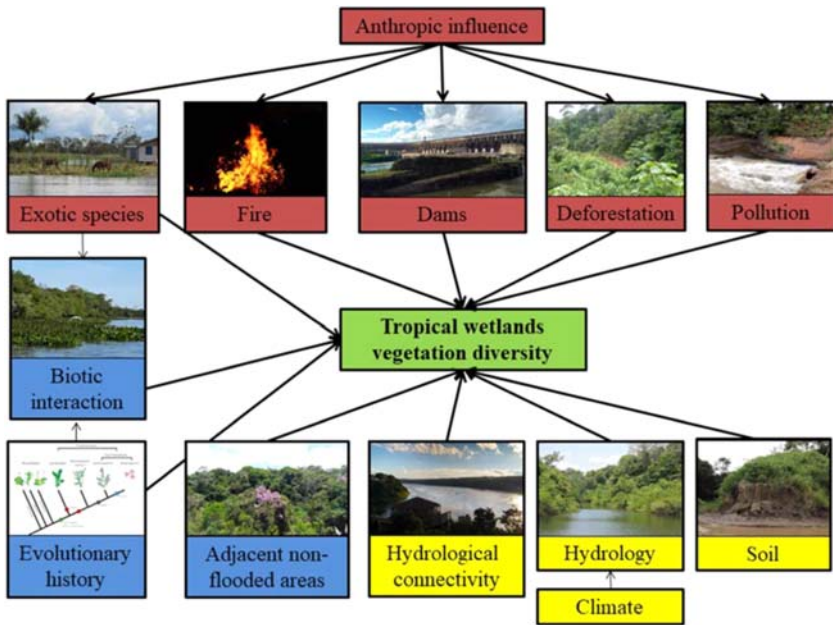 Anthropic influence
Exotic species
Fire
Dams
Deforestation
Pollution
Tropical wetlands
vegetation diversity
Biotic
interaction
Evolutionary
history
Adjacent non-
flooded areas
Hydrological
connectivity
Hydrology
Soil
Climate